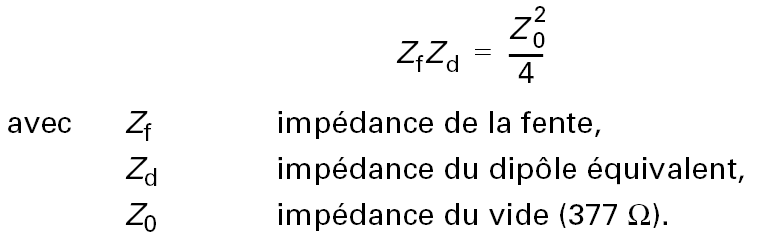 Z_f Z_d = Z_0^2 / 4
avec Z_f impédance de la fente,
Z_d impédance du dipôle équivalent,
Z_0 impédance du vide (377 Ω).